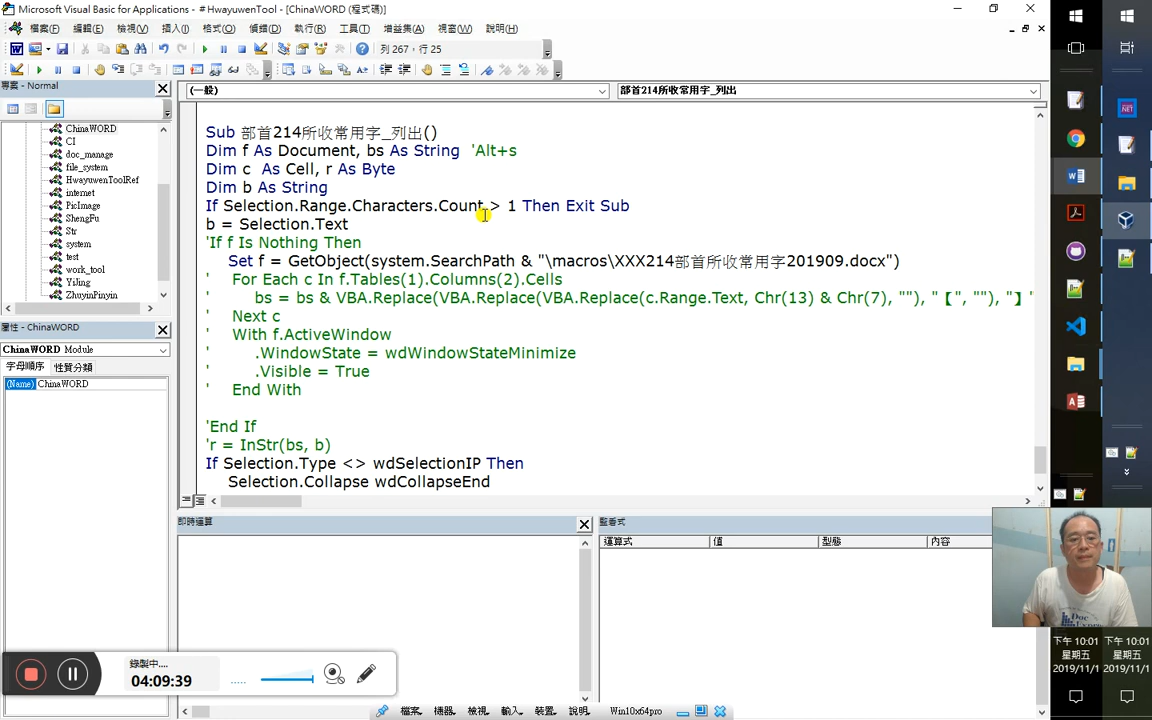 Microsoft Visual Basic for Applications - #HwayuwenTool - [ChinaWORD (程式碼)]
檔案(F) 編輯(E) 檢視(V) 插入(I) 格式(O) 偵錯(D) 執行(R) 工具(T) 增益集(A) 視窗(W) 說明(H)
列 267，行 25
專案 - Normal
(一般)
部首214所收常用字_列出
ChinaWORD
CI
doc_manage
file_system
HwayuwenToolRef
internet
PicImage
ShengFu
Str
system
test
work_tool
YiJing
ZhuyinPinyin
屬性 - ChinaWORD
ChinaWORD Module
字母順序 性質分類
(Name) ChinaWORD
Sub 部首214所收常用字_列出()
Dim f As Document, bs As String 'Alt+s
Dim c As Cell, r As Byte
Dim b As String
If Selection.Range.Characters.Count > 1 Then Exit Sub
b = Selection.Text
'If f Is Nothing Then
Set f = GetObject(system.SearchPath & "\macros\XXX214部首所收常用字201909.docx")
' For Each c In f.Tables(1).Columns(2).Cells
' bs = bs & VBA.Replace(VBA.Replace(VBA.Replace(c.Range.Text, Chr(13) & Chr(7), ""), "【", ""), "】"
' Next c
' With f.ActiveWindow
' .WindowState = wdWindowStateMinimize
' .Visible = True
' End With
'End If
'r = InStr(bs, b)
If Selection.Type <> wdSelectionIP Then
Selection.Collapse wdCollapseEnd
即時運算
監看式
運算式 值 型態 內容
錄製中....
04:09:39
檔案 機器 檢視 輸入 裝置 說明 Win10x64pro
Doc
下午 10:01 下午 10:01
星期五 星期五
2019/11/1 2019/11/1